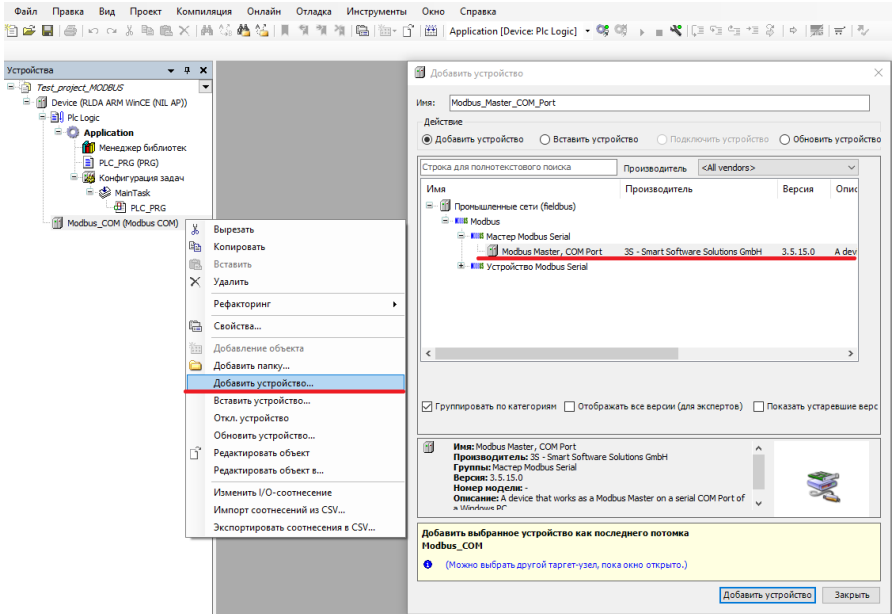 Файл Правка Вид Проект Компиляция Онлайн Отладка Инструменты Окно Справка
Application [Device: Plc Logic]
Устройства
Test_project_MODBUS
Device (RLDA ARM WinCE (NIL AP))
Plc Logic
Application
Менеджер библиотек
PLC_PRG (PRG)
Конфигурация задач
MainTask
PLC_PRG
Modbus_COM (Modbus COM)
Вырезать
Копировать
Вставить
Удалить
Рефакторинг
Свойства...
Добавление объекта
Добавить папку...
Добавить устройство...
Вставить устройство...
Откл. устройство
Обновить устройство...
Редактировать объект
Редактировать объект в...
Изменить I/O-соотнесение
Импорт соотнесений из CSV...
Экспортировать соотнесения в CSV...
Добавить устройство
Имя: Modbus_Master_COM_Port
Действие
Добавить устройство Вставить устройство Подключить устройство Обновить устройство
Строка для полнотекстового поиска Производитель <All vendors>
Имя Производитель Версия Опис
Промышленные сети (fieldbus)
Modbus
Мастер Modbus Serial
Modbus Master, COM Port 3S - Smart Software Solutions GmbH 3.5.15.0 A dev
Устройство Modbus Serial
Группировать по категориям Отображать все версии (для экспертов) Показать устаревшие верс
Имя: Modbus Master, COM Port
Производитель: 3S - Smart Software Solutions GmbH
Группы: Мастер Modbus Serial
Версия: 3.5.15.0
Номер модели: -
Описание: A device that works as a Modbus Master on a serial COM Port of
a Windows PC
Добавить выбранное устройство как последнего потомка
Modbus_COM
(Можно выбрать другой таргет-узел, пока окно открыто.)
Добавить устройство Закрыть